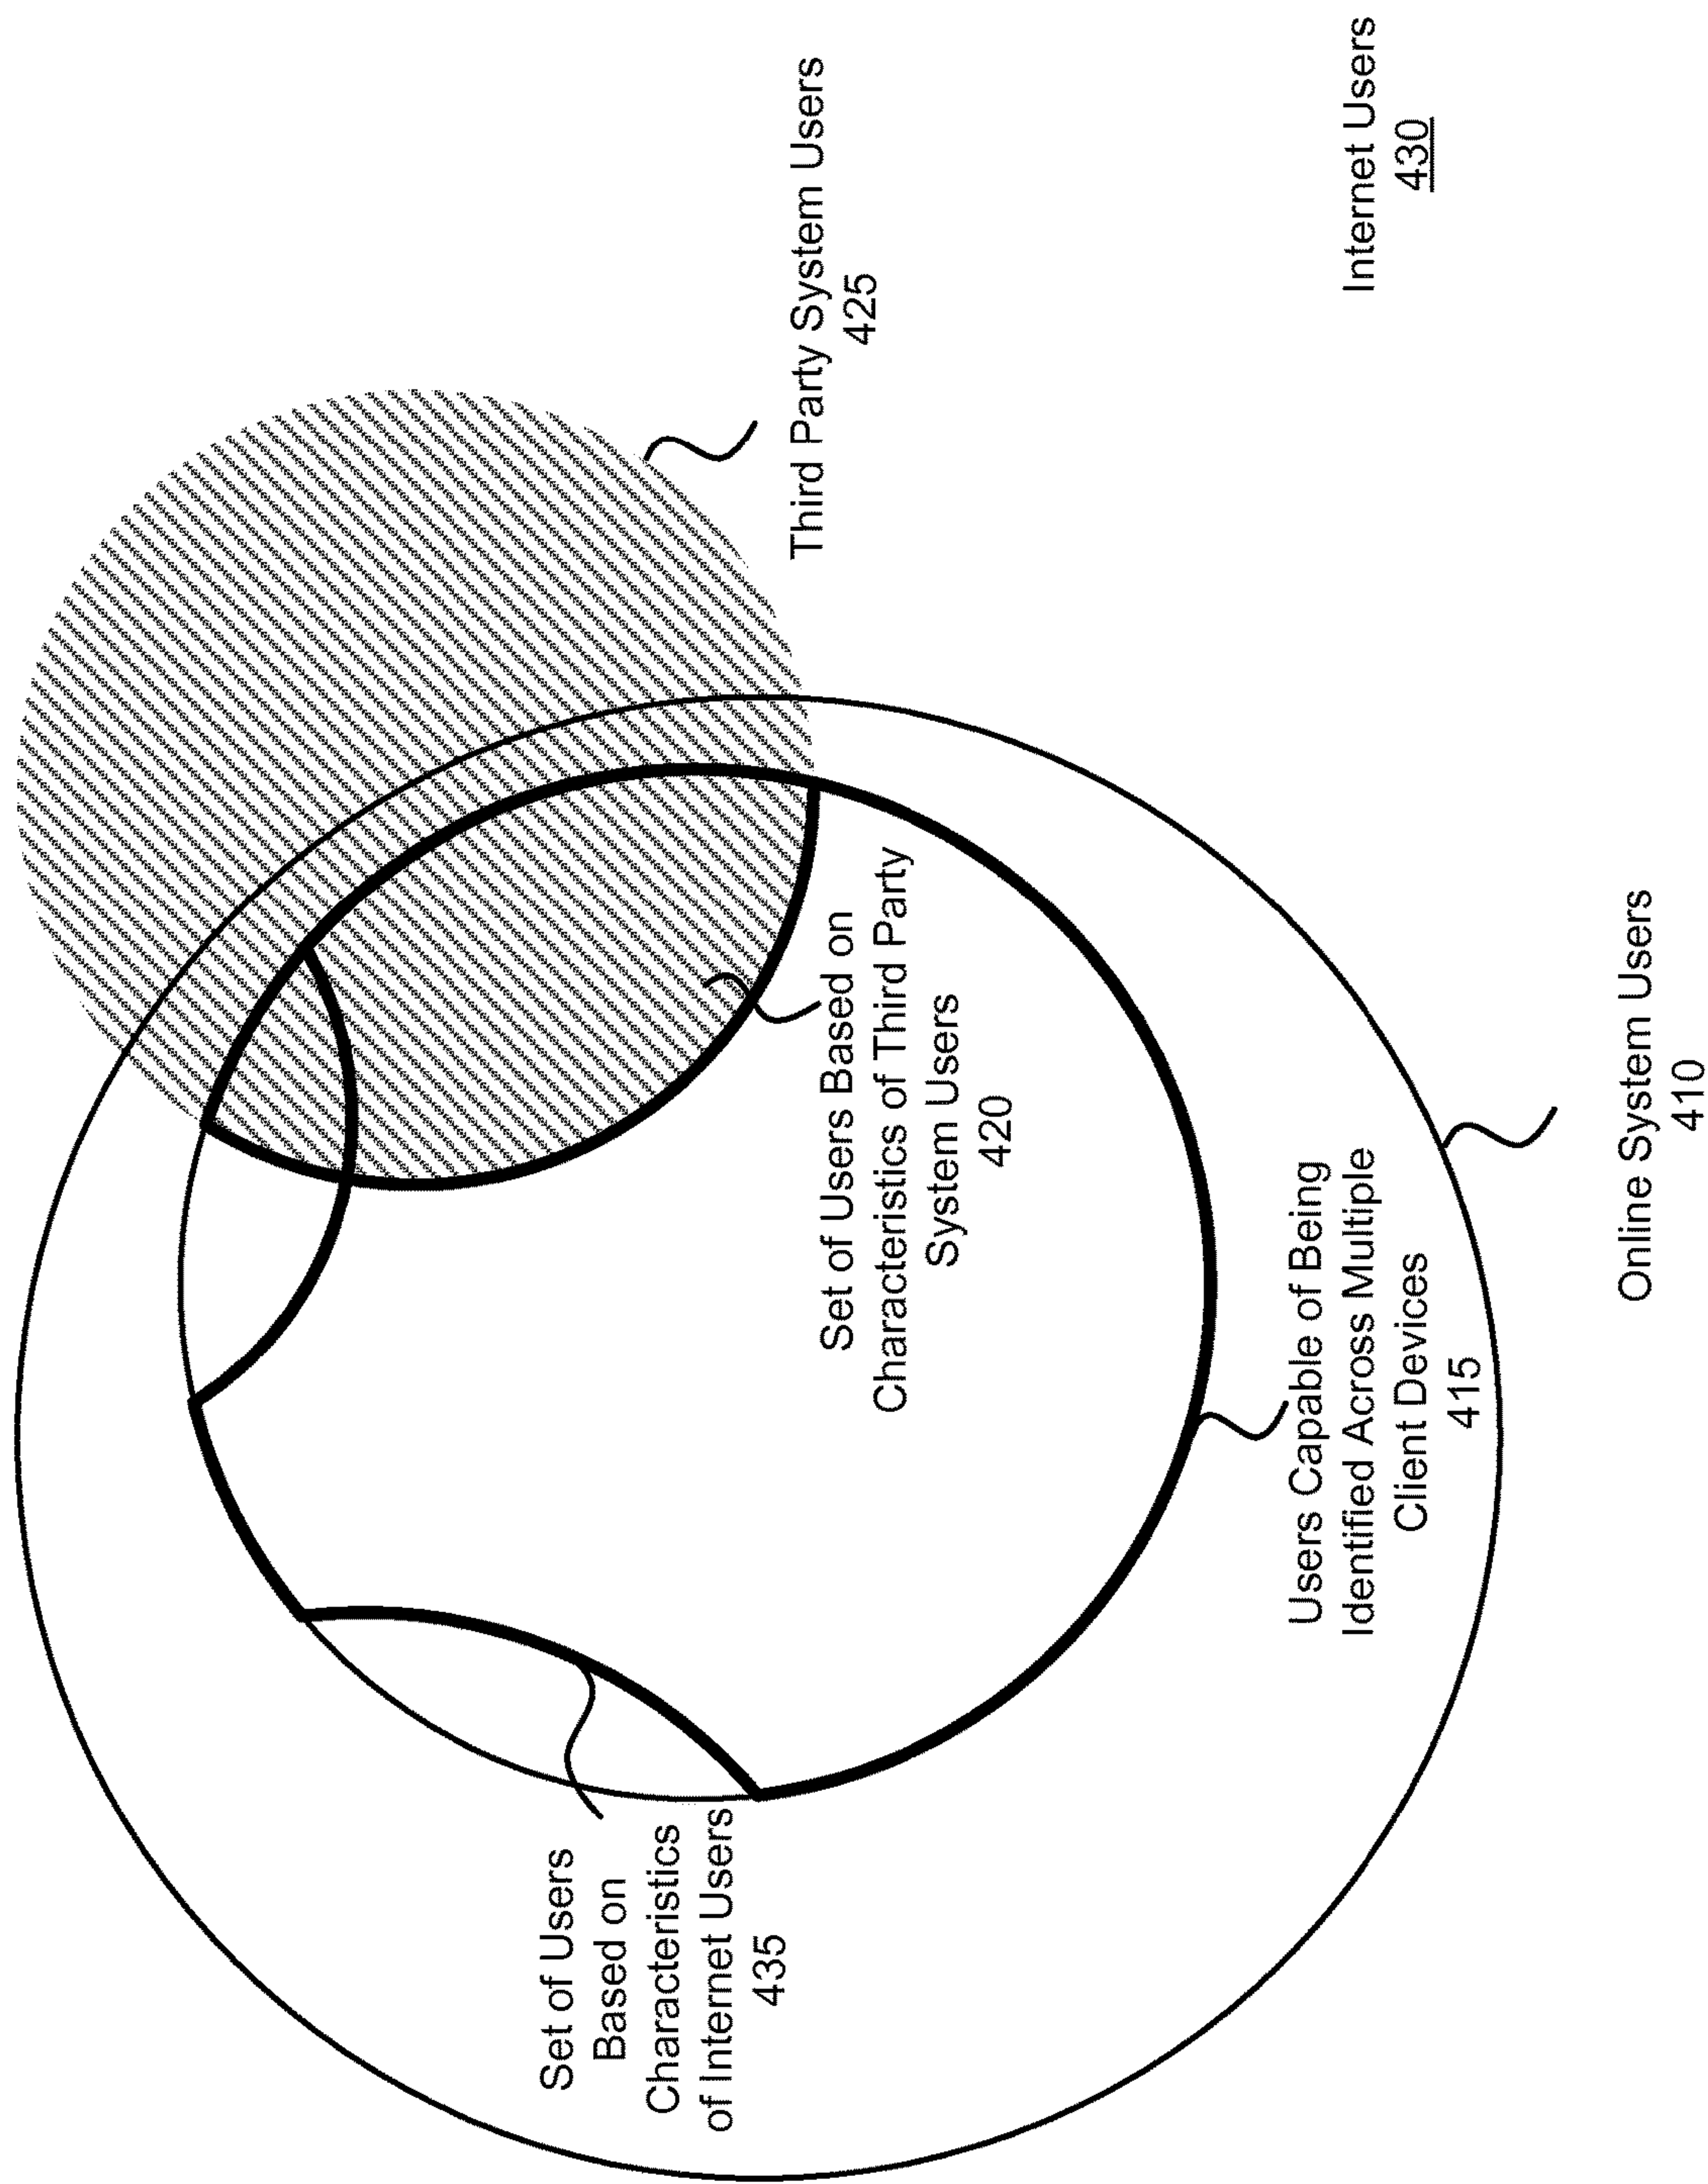 Third Party System Users
425
Internet Users
430
Set of Users Based on
Characteristics of Third Party
System Users
420
Users Capable of Being
Identified Across Multiple
Client Devices
415
Online System Users
410
Set of Users
Based on
Characteristics
of Internet Users
435